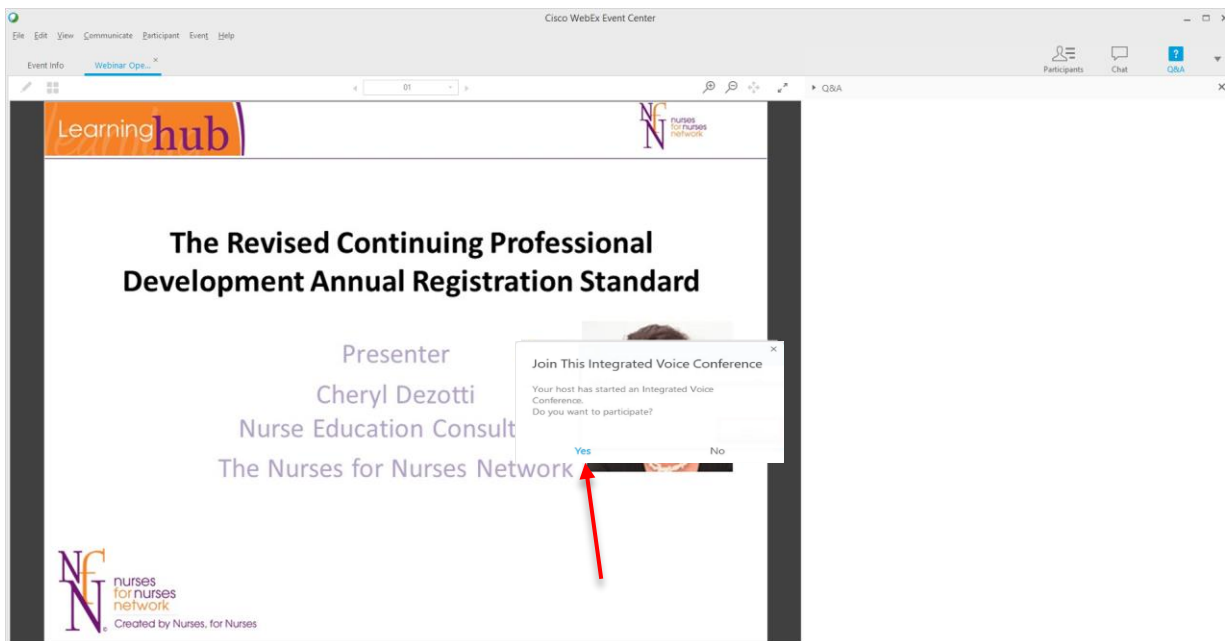 Cisco WebEx Event Center
File Edit View Communicate Participant Event Help
Event Info Webinar Ope...
Participants Chat Q&A
01
Q&A
Learning hub
NfN nurses
for nurses
network
The Revised Continuing Professional
Development Annual Registration Standard
Presenter
Cheryl Dezotti
Nurse Education Consult
The Nurses for Nurses Network
Join This Integrated Voice Conference
Your host has started an Integrated Voice
Conference.
Do you want to participate?
Yes No
NfN nurses
for nurses
network
Created by Nurses, for Nurses